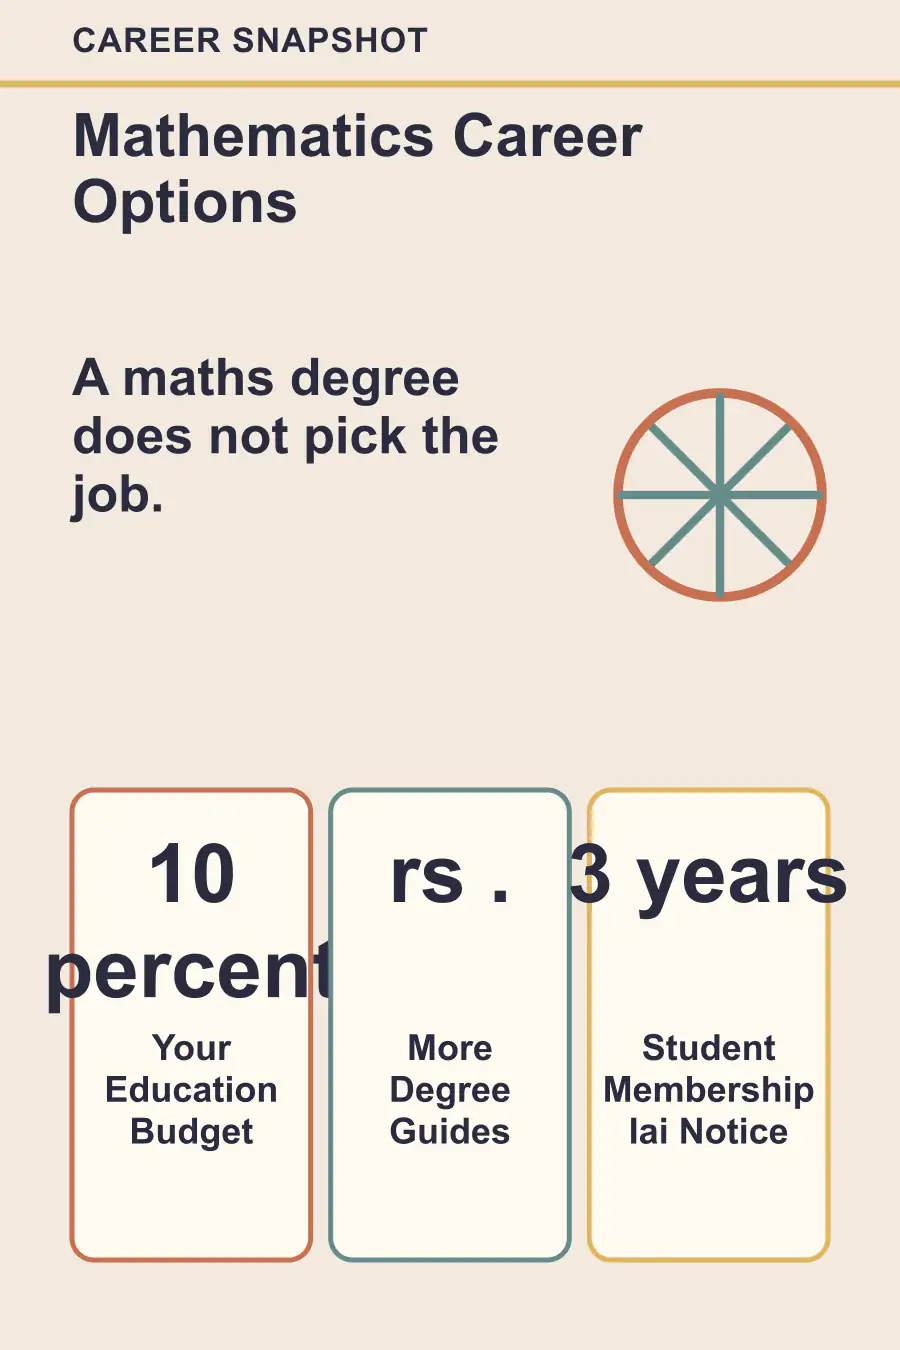 CAREER SNAPSHOT
Mathematics Career
Options
A maths degree
does not pick the
job.
10
percent
Your
Education
Budget
rs .
More
Degree
Guides
3 years
Student
Membership
Iai Notice